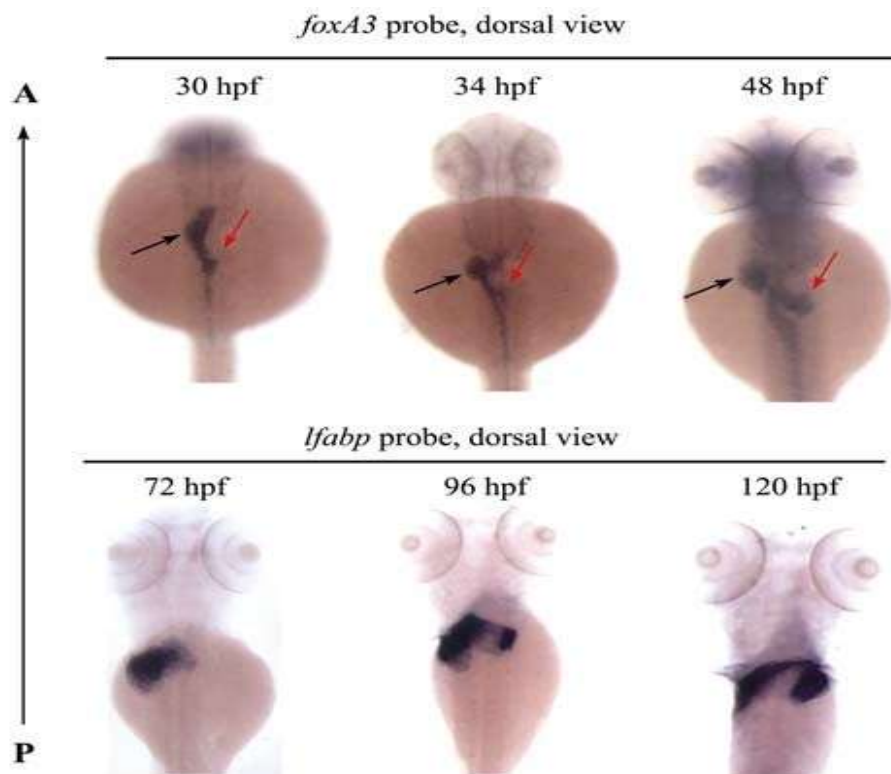 foxA3 probe, dorsal view
A
30 hpf 34 hpf 48 hpf
lfabp probe, dorsal view
72 hpf 96 hpf 120 hpf
P